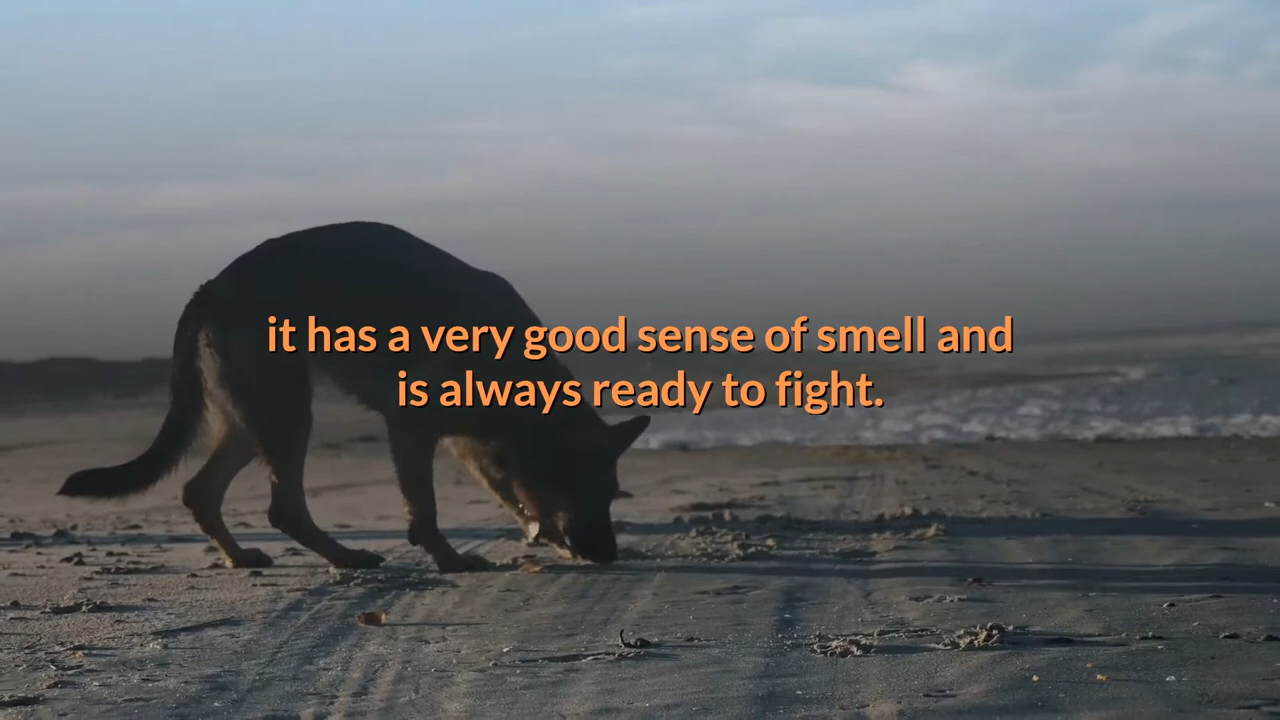 it has a very good sense of smell and
is always ready to fight.